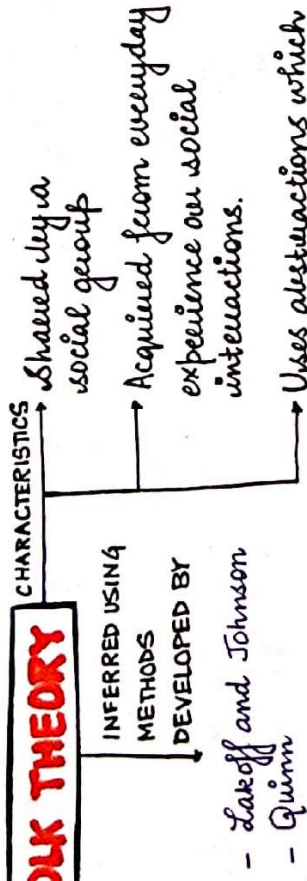 OLK THEORY
CHARACTERISTICS
Shared by a
social group
Acquired from everyday
experience our social
interactions.
Uses abstractions which
INFERRED USING
METHODS
DEVELOPED BY
- Lakoff and Johnson
- Quinn